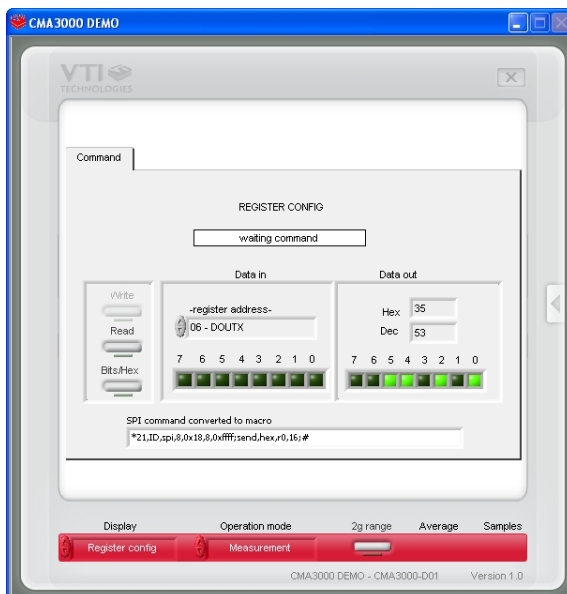 CMA3000 DEMO
VTI
TECHNOLOGIES
Command
REGISTER CONFIG
waiting command
Data in
Data out
Write
Read
Bits/Hex
-register address-
06 - DOUTX
7 6 5 4 3 2 1 0
Hex 35
Dec 53
7 6 5 4 3 2 1 0
SPI command converted to macro
*21,ID,spi,8,0x18,8,0xffff;send,hex,r0,16;#
Display
Operation mode
2g range
Average
Samples
Register config
Measurement
CMA3000 DEMO - CMA3000-D01
Version 1.0